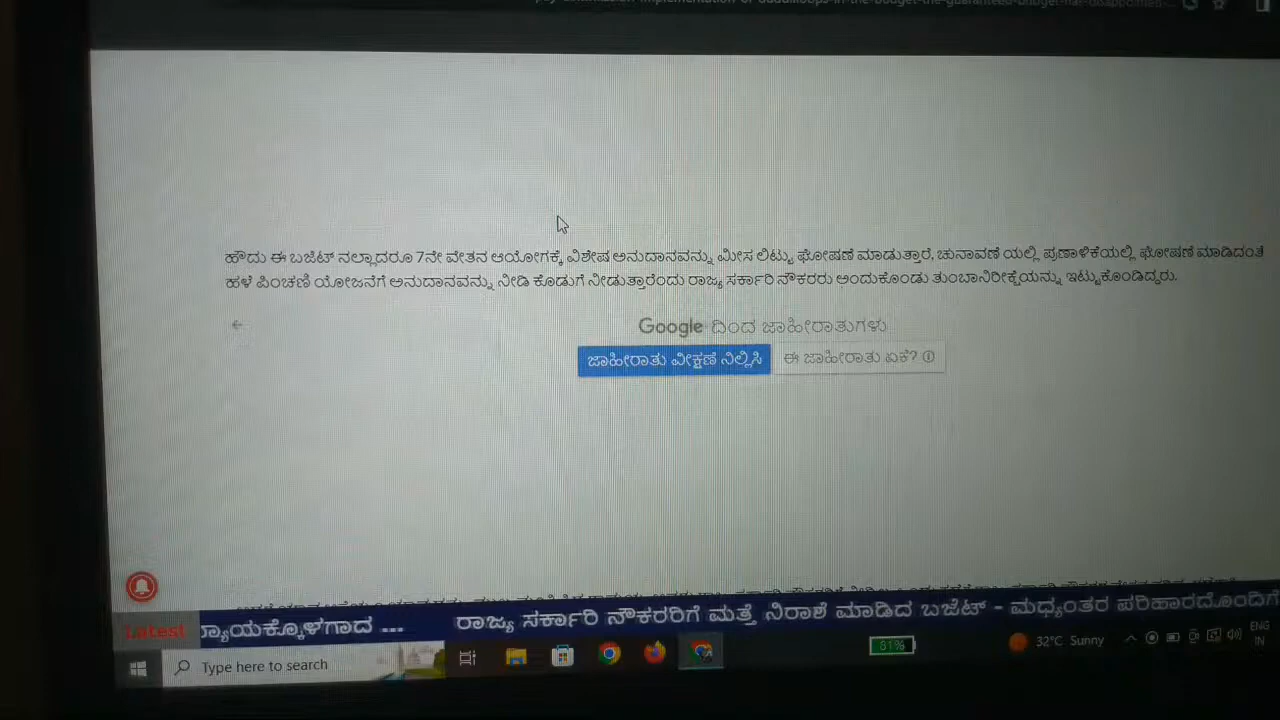 ಹೌದು ಈ ಬಜೆಟ್ ನಲ್ಲಾದರೂ 7ನೇ ವೇತನ ಆಯೋಗಕ್ಕೆ ವಿಶೇಷ ಅನುದಾನವನ್ನು ಮೀಸ ಲಿಟ್ಟು ಘೋಷಣೆ ಮಾಡುತ್ತಾರೆ, ಚುನಾವಣೆ ಯಲ್ಲಿ ಪ್ರಣಾಳಿಕೆಯಲ್ಲಿ ಘೋಷಣೆ ಮಾಡಿದಂತೆ
ಹಳೆ ಪಿಂಚಣಿ ಯೋಜನೆಗೆ ಅನುದಾನವನ್ನು ನೀಡಿ ಕೊಡುಗೆ ನೀಡುತ್ತಾರೆಂದು ರಾಜ್ಯ ಸರ್ಕಾರಿ ನೌಕರರು ಅಂದುಕೊಂಡು ತುಂಬಾನಿರೀಕ್ಷೆಯನ್ನು ಇಟ್ಟುಕೊಂಡಿದ್ದರು.
Google ದಿಂದ ಜಾಹೀರಾತುಗಳು
ಜಾಹೀರಾತು ವೀಕ್ಷಣೆ ನಿಲ್ಲಿಸಿ ಈ ಜಾಹೀರಾತು ಏಕೆ?
Latest ನ್ಯಾಯಕ್ಕೊಳಗಾದ ... ರಾಜ್ಯ ಸರ್ಕಾರಿ ನೌಕರರಿಗೆ ಮತ್ತೆ ನಿರಾಶೆ ಮಾಡಿದ ಬಜೆಟ್ - ಮಧ್ಯಂತರ ಪರಿಹಾರದೊಂದಿಗೆ
Type here to search 81% 32°C Sunny ENG
IN